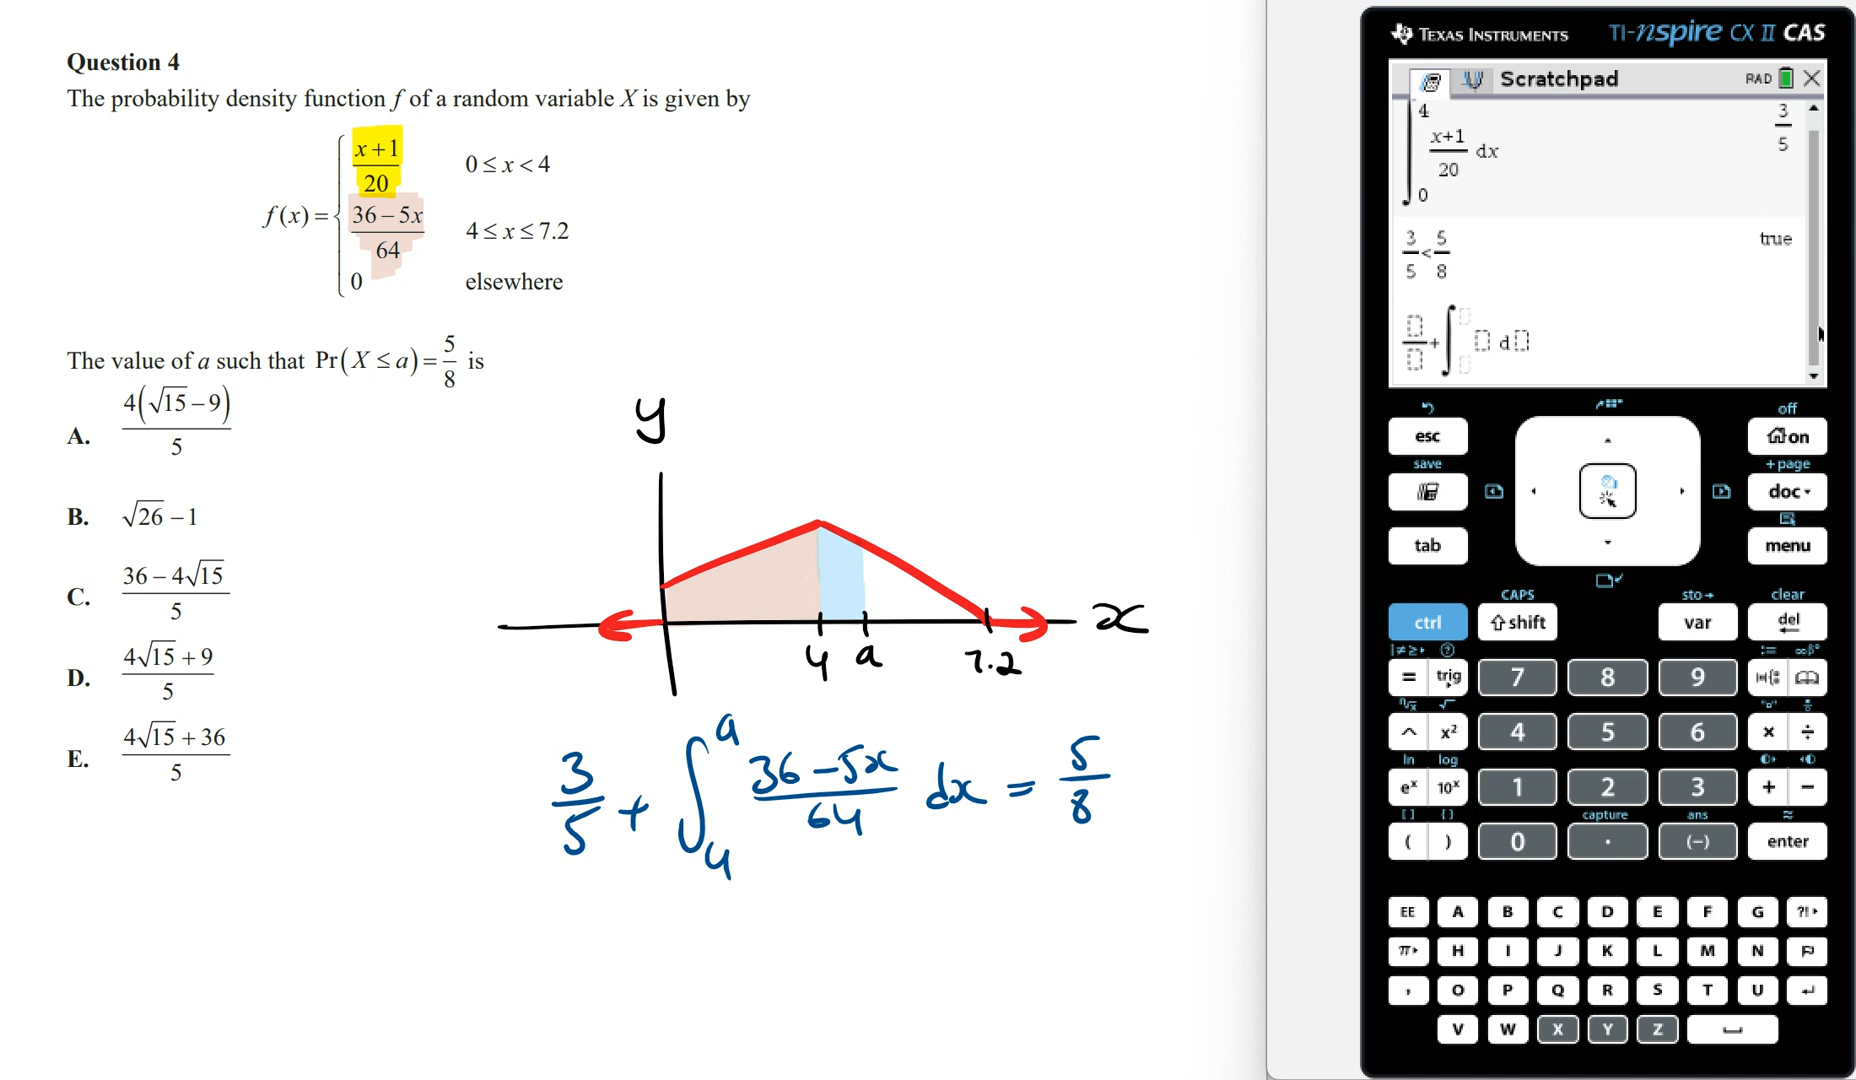 Question 4
The probability density function f of a random variable X is given by
f(x) = { (x+1)/20 0 ≤ x < 4
(36−5x)/64 4 ≤ x ≤ 7.2
0 elsewhere
The value of a such that Pr(X ≤ a) = 5/8 is
A. 4(√15−9)/5
B. √26−1
C. (36−4√15)/5
D. (4√15+9)/5
E. (4√15+36)/5
y
x
4 a 7.2
3/5 + ∫₄ᵃ (36−5x)/64 dx = 5/8
TEXAS INSTRUMENTS TI-nspire CX II CAS
Scratchpad RAD
∫₀⁴ (x+1)/20 dx 3/5
3/5<5/8 true
+∫ d
off
esc on
save +page
doc
tab menu
CAPS sto→ clear
ctrl shift var del
|≠≥▸ ? := ∞β°
= trig 7 8 9
ⁿ√x √ "□"
^ x² 4 5 6 × ÷
ln log
eˣ 10ˣ 1 2 3 + −
[ ] { } capture ans ≈
( ) 0 . (−) enter
EE A B C D E F G ?!▸
π▸ H I J K L M N
, O P Q R S T U ↵
V W X Y Z